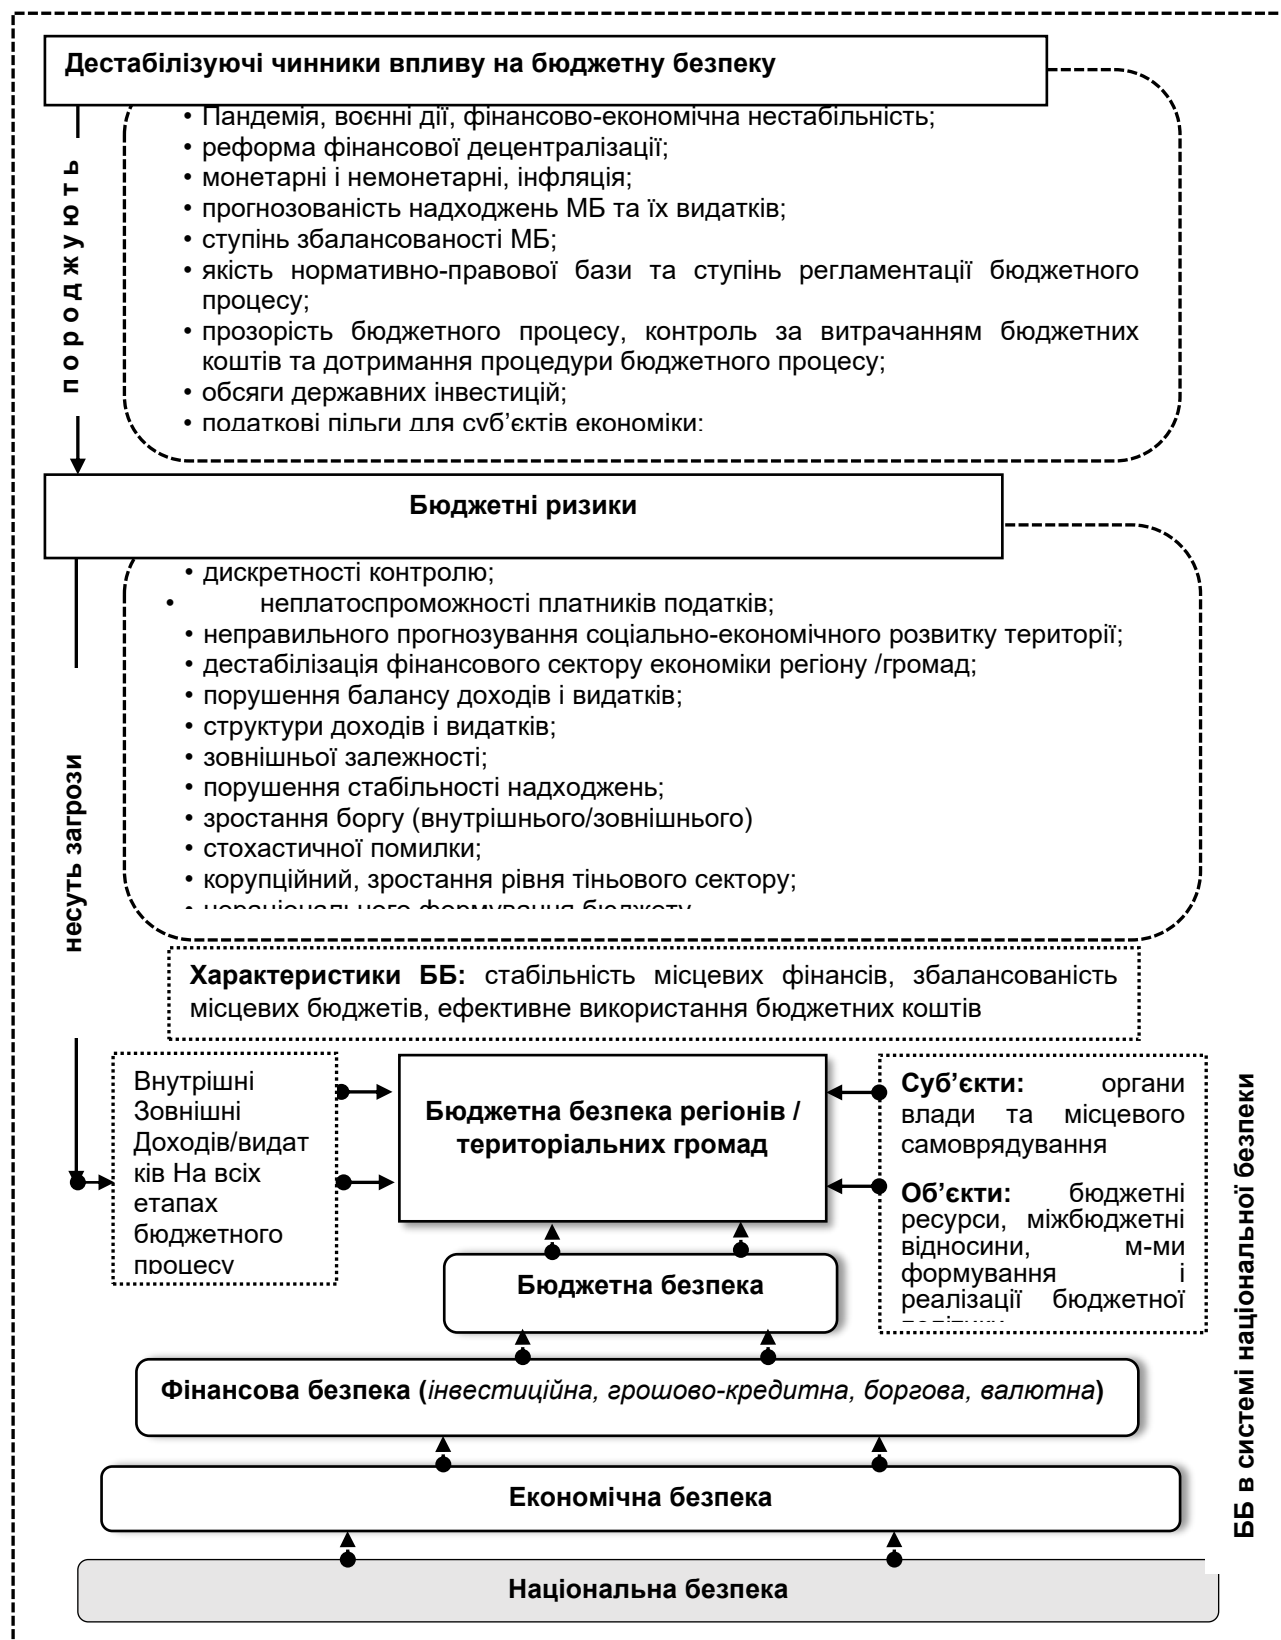 Дестабілізуючі чинники впливу на бюджетну безпеку
• Пандемія, воєнні дії, фінансово-економічна нестабільність;
• реформа фінансової децентралізації;
• монетарні і немонетарні, інфляція;
• прогнозованість надходжень МБ та їх видатків;
• ступінь збалансованості МБ;
• якість нормативно-правової бази та ступінь регламентації бюджетного
процесу;
• прозорість бюджетного процесу, контроль за витрачанням бюджетних
коштів та дотримання процедури бюджетного процесу;
• обсяги державних інвестицій;
• податкові пільги для суб’єктів економіки;
породжують
Бюджетні ризики
• дискретності контролю;
• неплатоспроможності платників податків;
• неправильного прогнозування соціально-економічного розвитку території;
• дестабілізація фінансового сектору економіки регіону /громад;
• порушення балансу доходів і видатків;
• структури доходів і видатків;
• зовнішньої залежності;
• порушення стабільності надходжень;
• зростання боргу (внутрішнього/зовнішнього)
• стохастичної помилки;
• корупційний, зростання рівня тіньового сектору;
• нераціонального формування бюджету
несуть загрози
Характеристики ББ: стабільність місцевих фінансів, збалансованість
місцевих бюджетів, ефективне використання бюджетних коштів
Внутрішні
Зовнішні
Доходів/видат
ків На всіх
етапах
бюджетного
процесу
Бюджетна безпека регіонів /
територіальних громад
Суб’єкти: органи
влади та місцевого
самоврядування
Об’єкти: бюджетні
ресурси, міжбюджетні
відносини, м-ми
формування і
реалізації бюджетної
Бюджетна безпека
Фінансова безпека (інвестиційна, грошово-кредитна, боргова, валютна)
Економічна безпека
Національна безпека
ББ в системі національної безпеки